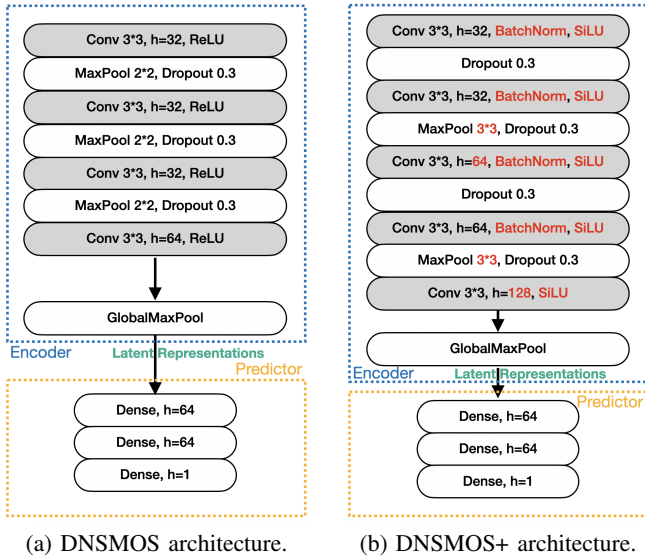 Conv 3*3, h=32, ReLU
MaxPool 2*2, Dropout 0.3
Conv 3*3, h=32, ReLU
MaxPool 2*2, Dropout 0.3
Conv 3*3, h=32, ReLU
MaxPool 2*2, Dropout 0.3
Conv 3*3, h=64, ReLU
GlobalMaxPool
Encoder
Latent Representations
Predictor
Dense, h=64
Dense, h=64
Dense, h=1
(a) DNSMOS architecture.
Conv 3*3, h=32, BatchNorm, SiLU
Dropout 0.3
Conv 3*3, h=32, BatchNorm, SiLU
MaxPool 3*3, Dropout 0.3
Conv 3*3, h=64, BatchNorm, SiLU
Dropout 0.3
Conv 3*3, h=64, BatchNorm, SiLU
MaxPool 3*3, Dropout 0.3
Conv 3*3, h=128, SiLU
GlobalMaxPool
Encoder
Latent Representations
Predictor
Dense, h=64
Dense, h=64
Dense, h=1
(b) DNSMOS+ architecture.